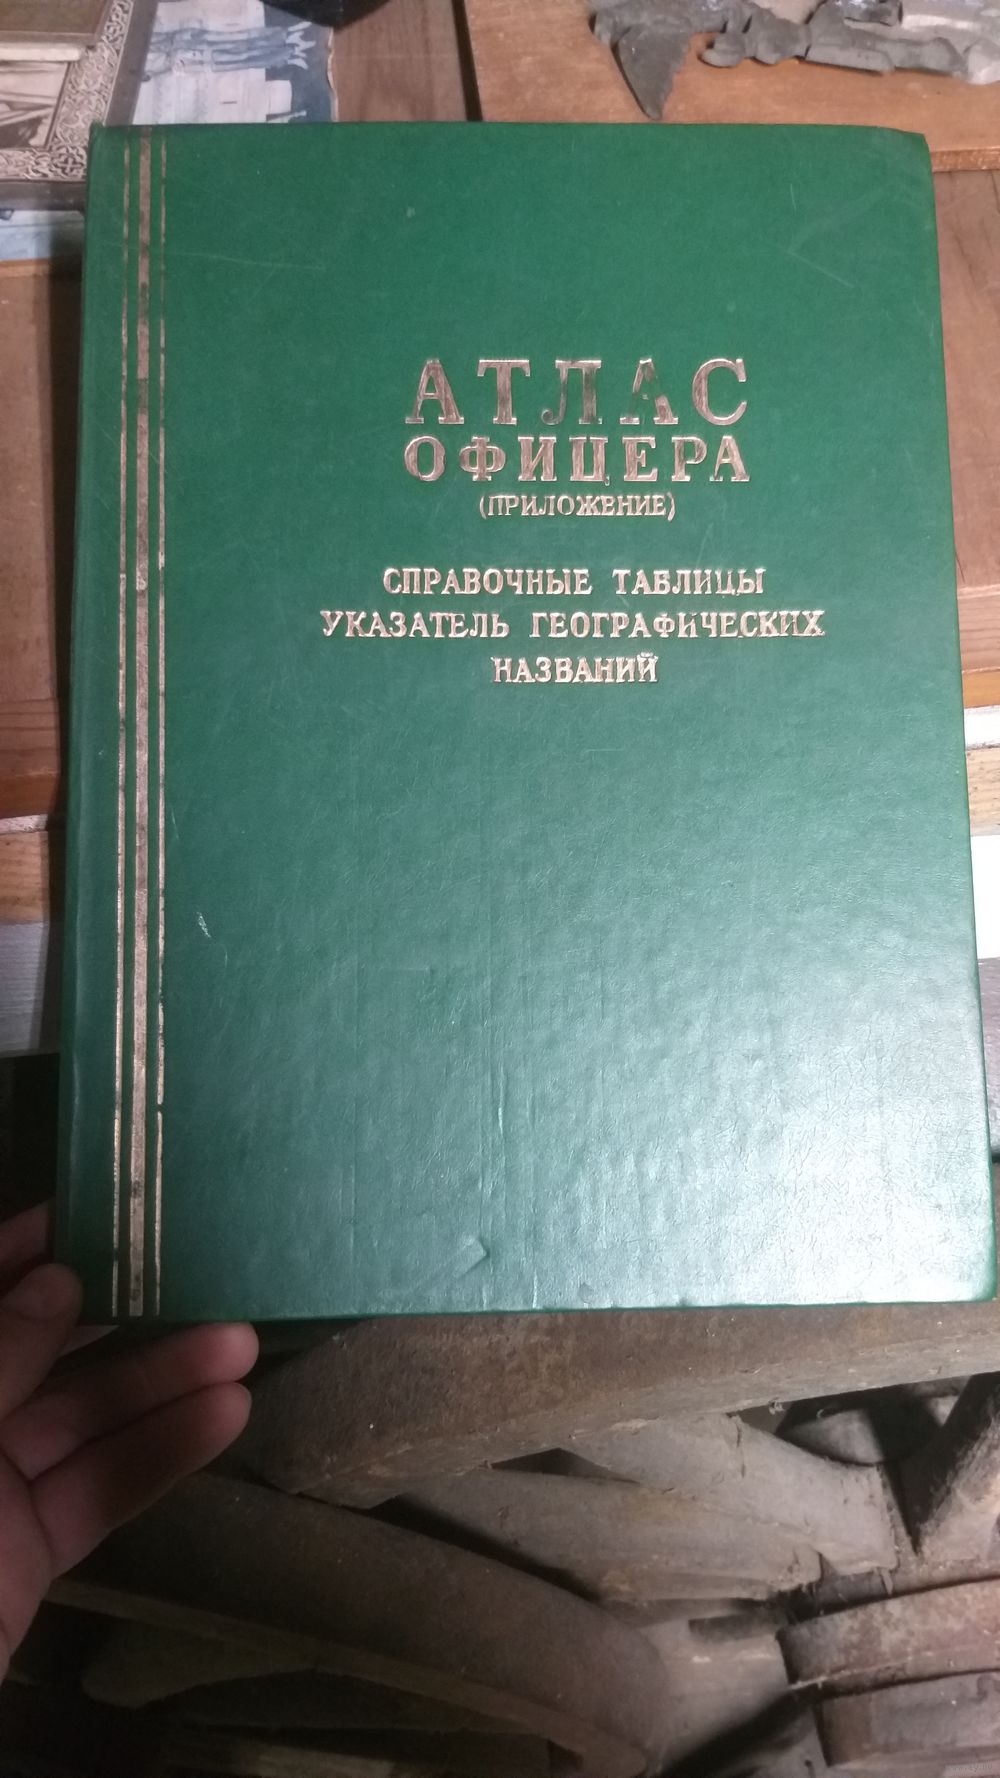 АТЛАС
ОФИЦЕРА
(ПРИЛОЖЕНИЕ)
СПРАВОЧНЫЕ ТАБЛИЦЫ
УКАЗАТЕЛЬ ГЕОГРАФИЧЕСКИХ
НАЗВАНИЙ